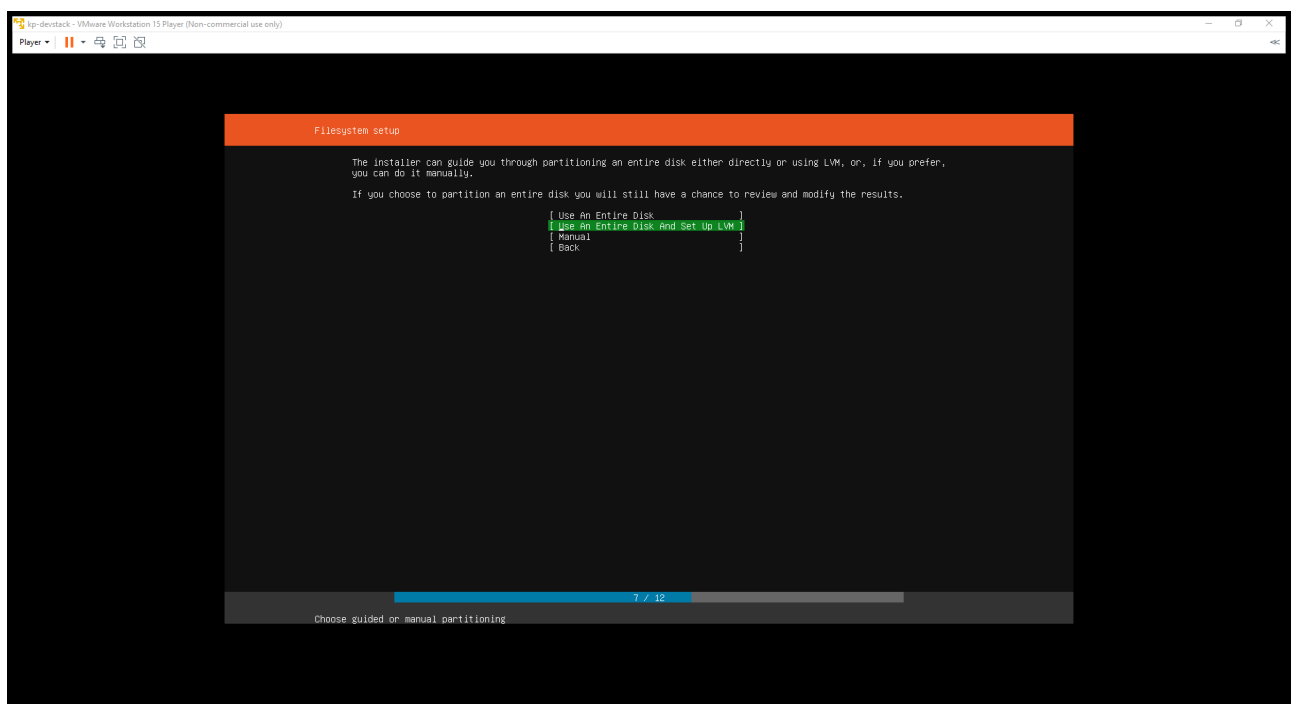 kp-devstack - VMware Workstation 15 Player (Non-commercial use only)
Player
Filesystem setup
The installer can guide you through partitioning an entire disk either directly or using LVM, or, if you prefer,
you can do it manually.
If you choose to partition an entire disk you will still have a chance to review and modify the results.
[ Use An Entire Disk ]
[ Use An Entire Disk And Set Up LVM ]
[ Manual ]
[ Back ]
7 / 12
Choose guided or manual partitioning